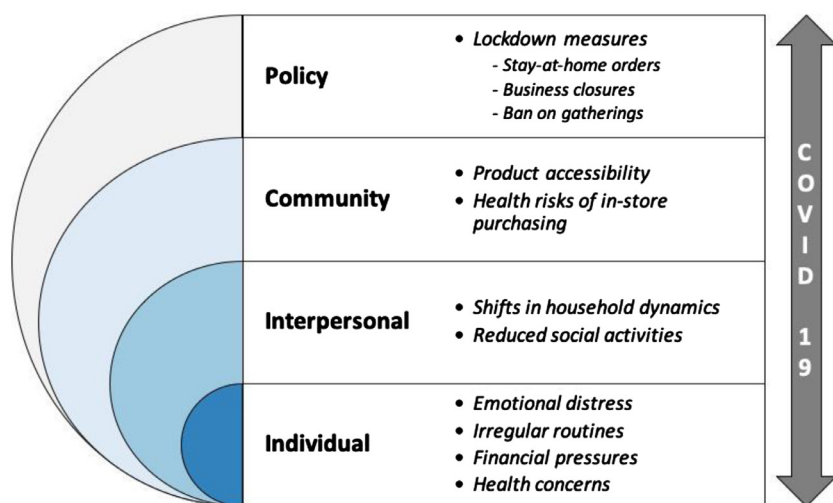 Policy
• Lockdown measures
- Stay-at-home orders
- Business closures
- Ban on gatherings
Community
• Product accessibility
• Health risks of in-store
purchasing
Interpersonal
• Shifts in household dynamics
• Reduced social activities
Individual
• Emotional distress
• Irregular routines
• Financial pressures
• Health concerns
COVID 19